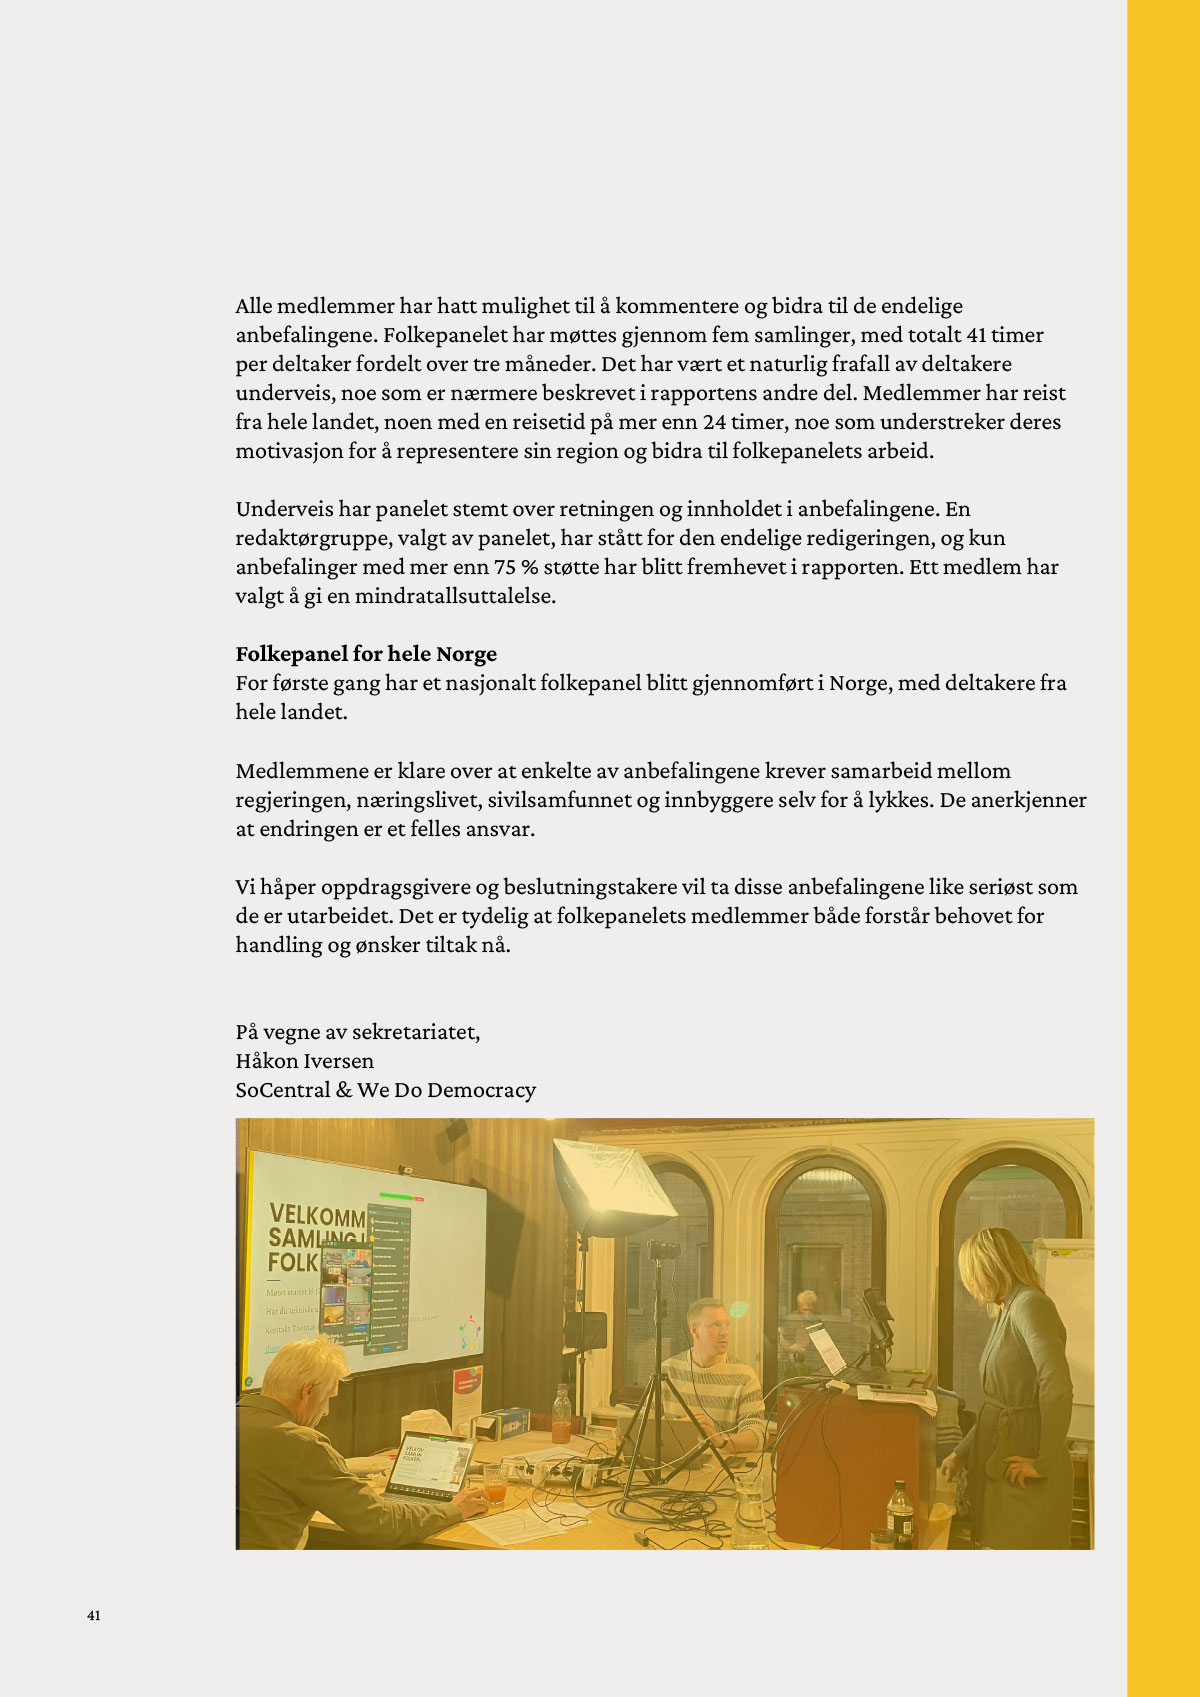 Alle medlemmer har hatt mulighet til å kommentere og bidra til de endelige
anbefalingene. Folkepanelet har møttes gjennom fem samlinger, med totalt 41 timer
per deltaker fordelt over tre måneder. Det har vært et naturlig frafall av deltakere
underveis, noe som er nærmere beskrevet i rapportens andre del. Medlemmer har reist
fra hele landet, noen med en reisetid på mer enn 24 timer, noe som understreker deres
motivasjon for å representere sin region og bidra til folkepanelets arbeid.
Underveis har panelet stemt over retningen og innholdet i anbefalingene. En
redaktørgruppe, valgt av panelet, har stått for den endelige redigeringen, og kun
anbefalinger med mer enn 75 % støtte har blitt fremhevet i rapporten. Ett medlem har
valgt å gi en mindratallsuttalelse.
Folkepanel for hele Norge
For første gang har et nasjonalt folkepanel blitt gjennomført i Norge, med deltakere fra
hele landet.
Medlemmene er klare over at enkelte av anbefalingene krever samarbeid mellom
regjeringen, næringslivet, sivilsamfunnet og innbyggere selv for å lykkes. De anerkjenner
at endringen er et felles ansvar.
Vi håper oppdragsgivere og beslutningstakere vil ta disse anbefalingene like seriøst som
de er utarbeidet. Det er tydelig at folkepanelets medlemmer både forstår behovet for
handling og ønsker tiltak nå.
På vegne av sekretariatet,
Håkon Iversen
SoCentral & We Do Democracy
VELKOMM
SAMLING I
FOLK
Møtet starter kl
Har du tekniske
Kontakt Thomas
41